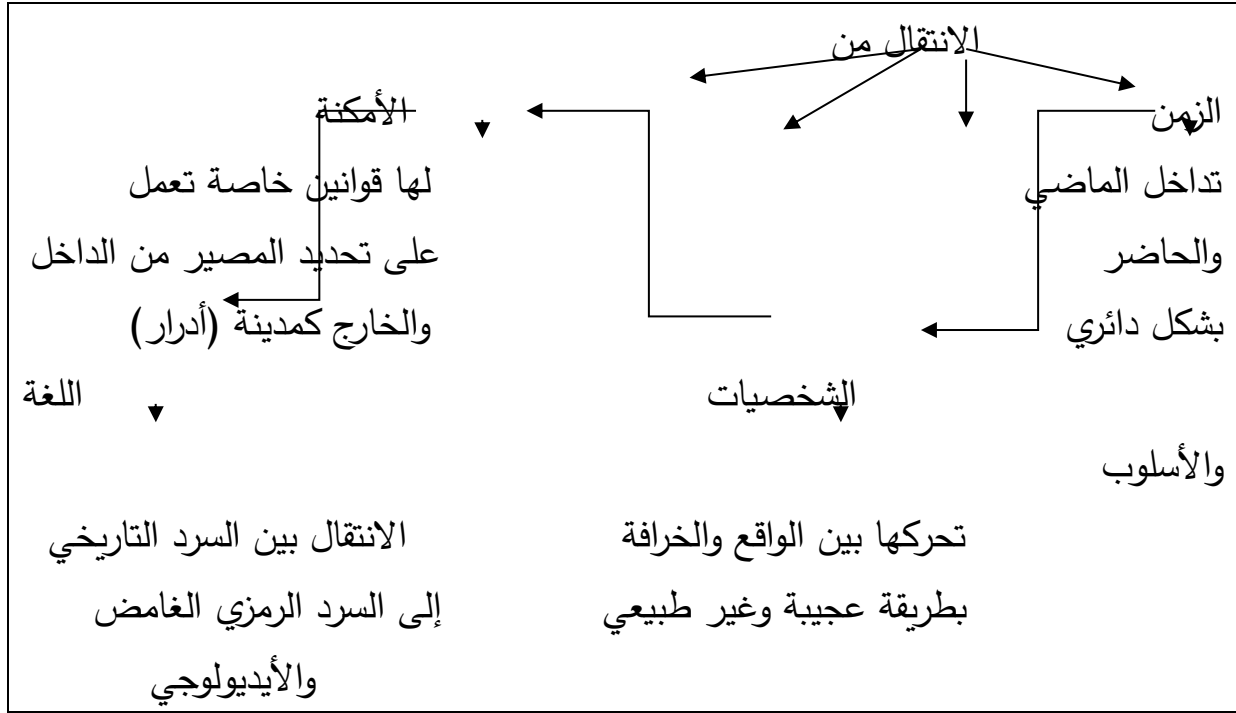 الانتقال من
الزمن الأمكنة
تداخل الماضي لها قوانين خاصة تعمل
والحاضر على تحديد المصير من الداخل
بشكل دائري والخارج كمدينة (أدرار)
الشخصيات اللغة
والأسلوب
تحركها بين الواقع والخرافة الانتقال بين السرد التاريخي
بطريقة عجيبة وغير طبيعي إلى السرد الرمزي الغامض
والأيديولوجي